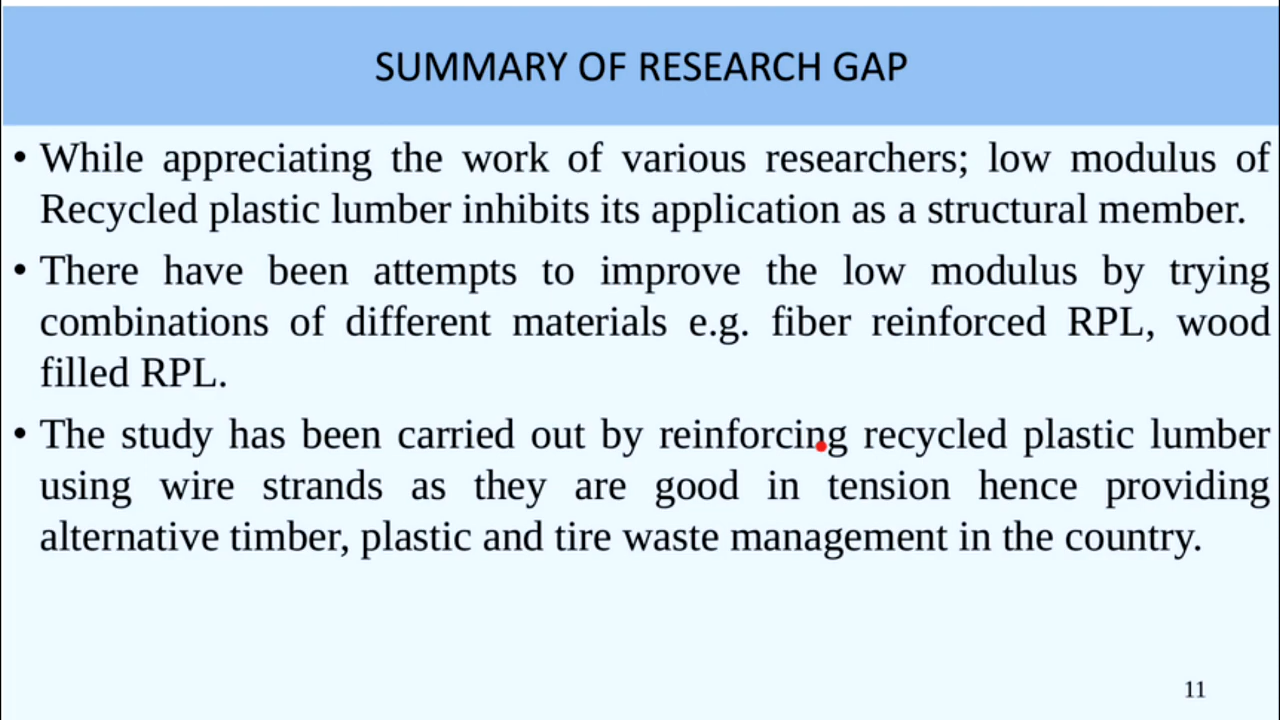 SUMMARY OF RESEARCH GAP
• While appreciating the work of various researchers; low modulus of
Recycled plastic lumber inhibits its application as a structural member.
• There have been attempts to improve the low modulus by trying
combinations of different materials e.g. fiber reinforced RPL, wood
filled RPL.
• The study has been carried out by reinforcing recycled plastic lumber
using wire strands as they are good in tension hence providing
alternative timber, plastic and tire waste management in the country.
11